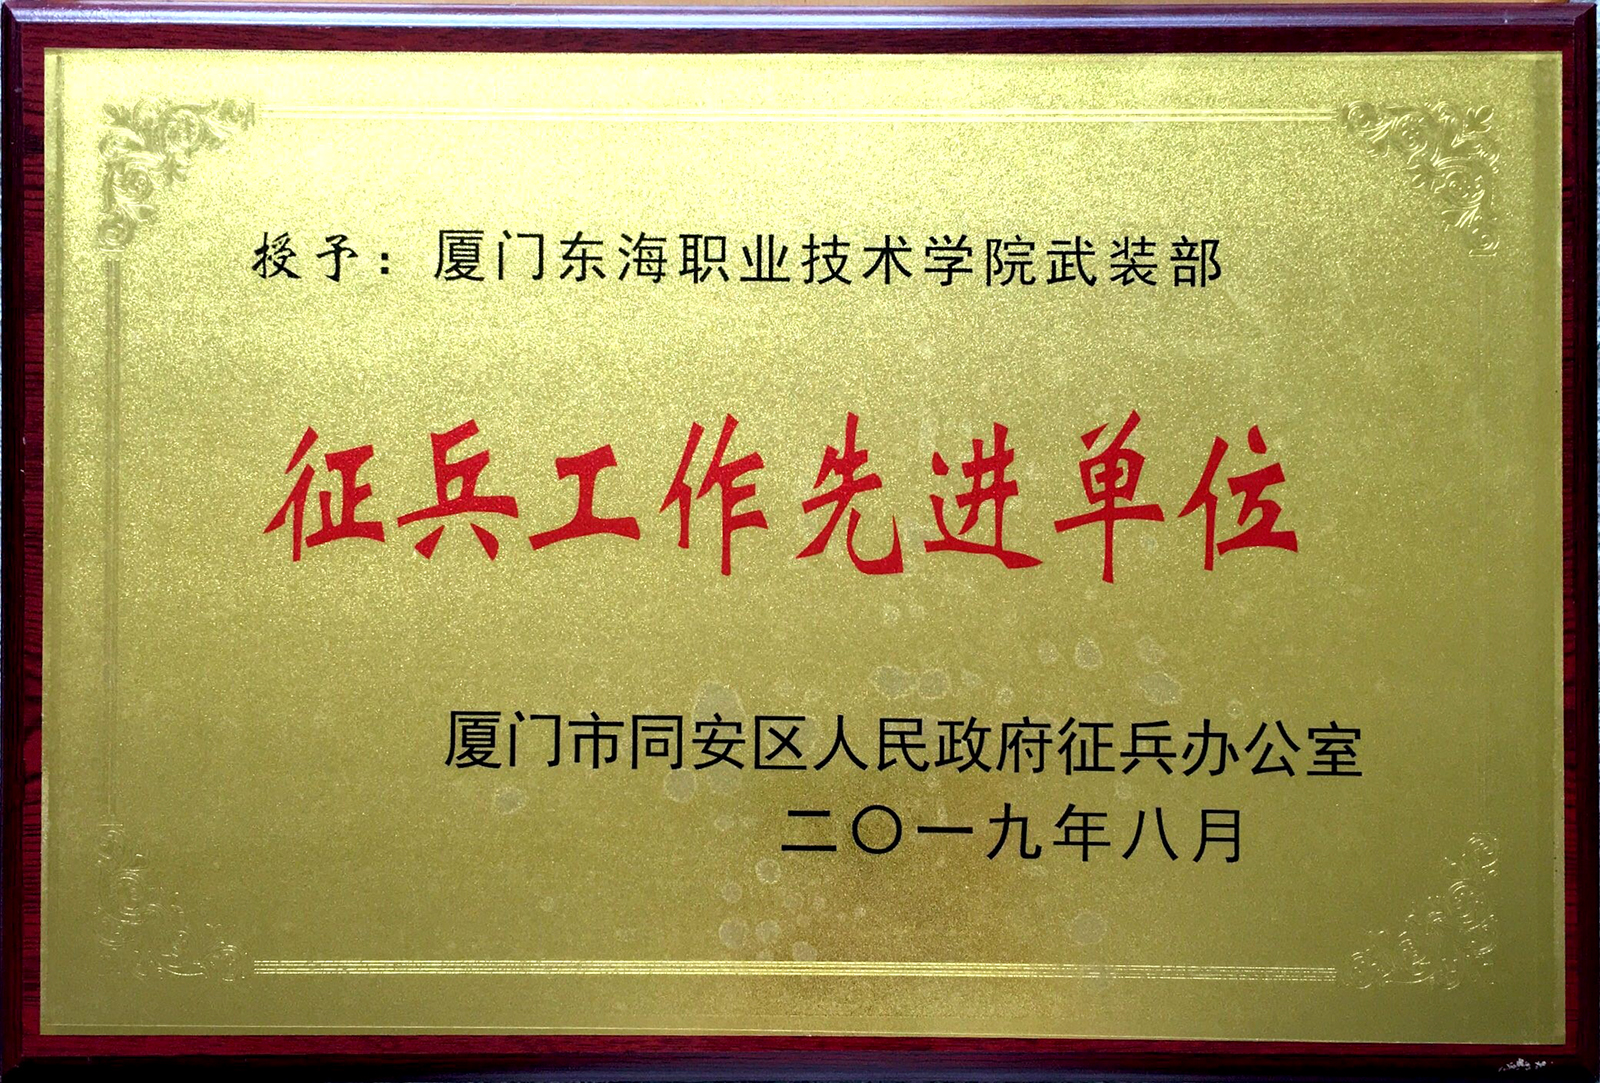 授予：厦门东海职业技术学院武装部
征兵工作先进单位
厦门市同安区人民政府征兵办公室
二〇一九年八月